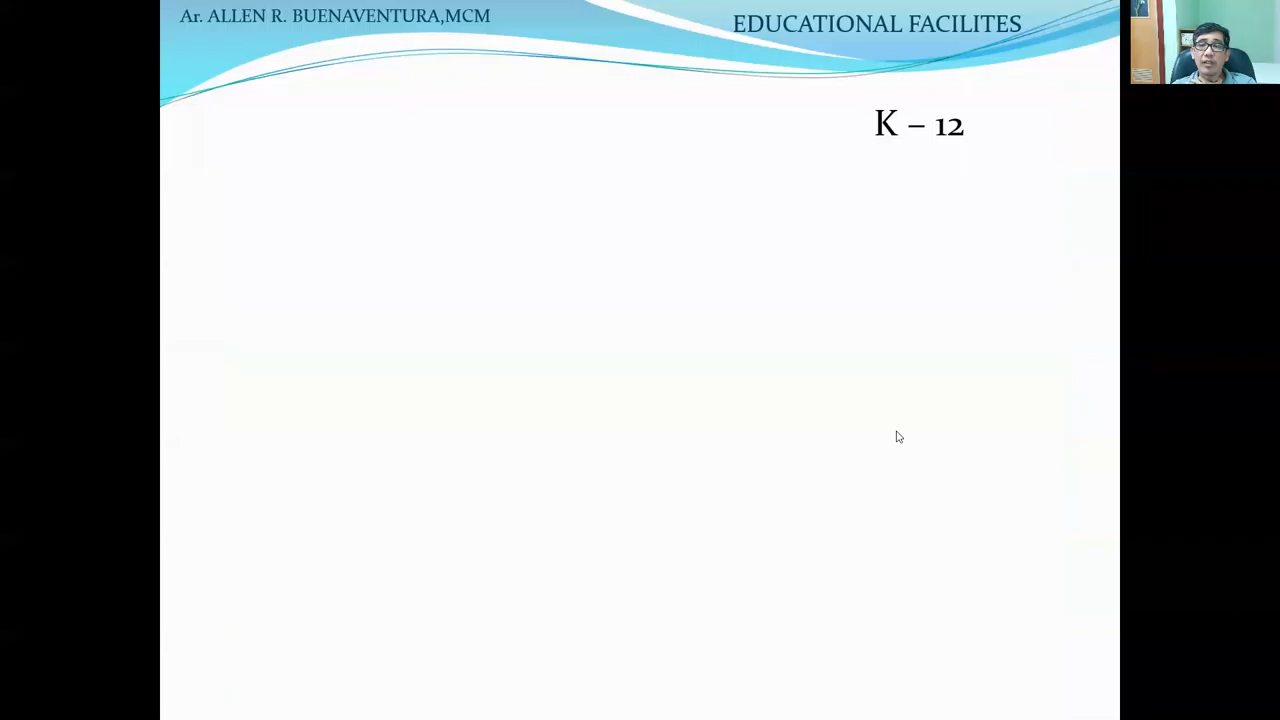 Ar. ALLEN R. BUENAVENTURA,MCM
EDUCATIONAL FACILITES
K – 12